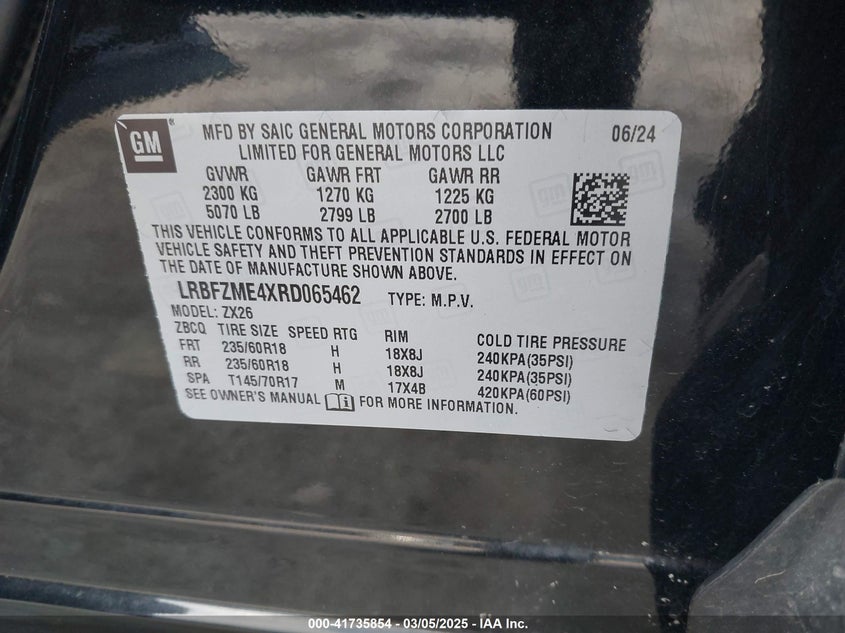 GM
MFD BY SAIC GENERAL MOTORS CORPORATION 06/24
LIMITED FOR GENERAL MOTORS LLC
GVWR GAWR FRT GAWR RR
2300 KG 1270 KG 1225 KG
5070 LB 2799 LB 2700 LB
THIS VEHICLE CONFORMS TO ALL APPLICABLE U.S. FEDERAL MOTOR
VEHICLE SAFETY AND THEFT PREVENTION STANDARDS IN EFFECT ON
THE DATE OF MANUFACTURE SHOWN ABOVE.
LRBFZME4XRD065462 TYPE: M.P.V.
MODEL: ZX26
ZBCQ TIRE SIZE SPEED RTG RIM COLD TIRE PRESSURE
FRT 235/60R18 H 18X8J 240KPA(35PSI)
RR 235/60R18 H 18X8J 240KPA(35PSI)
SPA T145/70R17 M 17X4B 420KPA(60PSI)
SEE OWNER'S MANUAL FOR MORE INFORMATION.
000-41735854 - 03/05/2025 - IAA Inc.